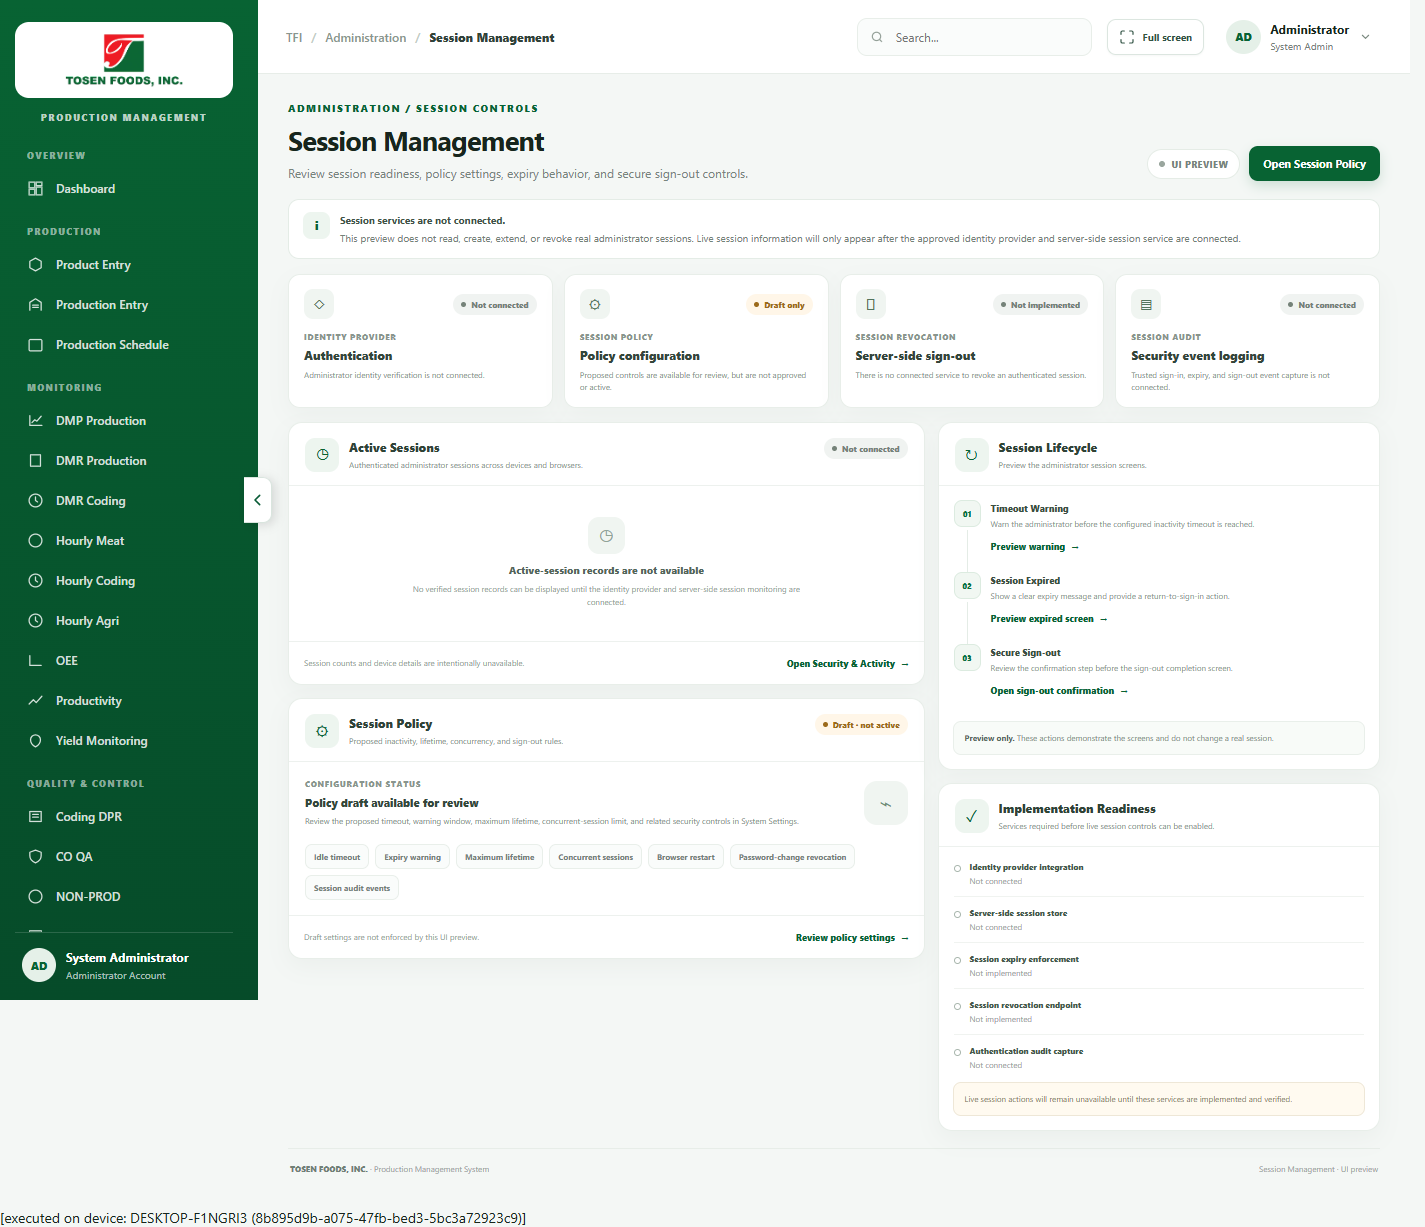 TOSEN FOODS, INC.
PRODUCTION MANAGEMENT
OVERVIEW
Dashboard
PRODUCTION
Product Entry
Production Entry
Production Schedule
MONITORING
DMP Production
DMR Production
DMR Coding
Hourly Meat
Hourly Coding
Hourly Agri
OEE
Productivity
Yield Monitoring
QUALITY & CONTROL
Coding DPR
CO QA
NON-PROD
AD
System Administrator
Administrator Account
TFI / Administration / Session Management
Search...
Full screen
AD
Administrator
System Admin
ADMINISTRATION / SESSION CONTROLS
Session Management
Review session readiness, policy settings, expiry behavior, and secure sign-out controls.
UI PREVIEW
Open Session Policy
i
Session services are not connected.
This preview does not read, create, extend, or revoke real administrator sessions. Live session information will only appear after the approved identity provider and server-side session service are connected.
Not connected
IDENTITY PROVIDER
Authentication
Administrator identity verification is not connected.
Draft only
SESSION POLICY
Policy configuration
Proposed controls are available for review, but are not approved
or active.
Not implemented
SESSION REVOCATION
Server-side sign-out
There is no connected service to revoke an authenticated session.
Not connected
SESSION AUDIT
Security event logging
Trusted sign-in, expiry, and sign-out event capture is not
connected.
Active Sessions
Authenticated administrator sessions across devices and browsers.
Not connected
Active-session records are not available
No verified session records can be displayed until the identity provider and server-side session monitoring are
connected.
Session counts and device details are intentionally unavailable.
Open Security & Activity →
Session Policy
Proposed inactivity, lifetime, concurrency, and sign-out rules.
Draft · not active
CONFIGURATION STATUS
Policy draft available for review
Review the proposed timeout, warning window, maximum lifetime, concurrent-session limit, and related security controls in System Settings.
Idle timeout
Expiry warning
Maximum lifetime
Concurrent sessions
Browser restart
Password-change revocation
Session audit events
Draft settings are not enforced by this UI preview.
Review policy settings →
Session Lifecycle
Preview the administrator session screens.
01
Timeout Warning
Warn the administrator before the configured inactivity timeout is reached.
Preview warning →
02
Session Expired
Show a clear expiry message and provide a return-to-sign-in action.
Preview expired screen →
03
Secure Sign-out
Review the confirmation step before the sign-out completion screen.
Open sign-out confirmation →
Preview only. These actions demonstrate the screens and do not change a real session.
Implementation Readiness
Services required before live session controls can be enabled.
Identity provider integration
Not connected
Server-side session store
Not connected
Session expiry enforcement
Not implemented
Session revocation endpoint
Not implemented
Authentication audit capture
Not connected
Live session actions will remain unavailable until these services are implemented and verified.
TOSEN FOODS, INC. · Production Management System
Session Management · UI preview
[executed on device: DESKTOP-F1NGRI3 (8b895d9b-a075-47fb-bed3-5bc3a72923c9)]